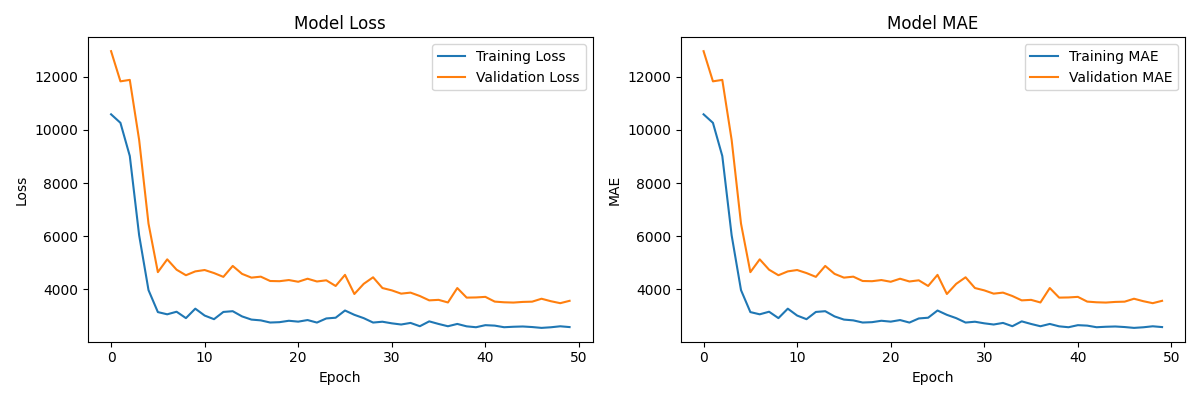 Model Loss
Training Loss
Validation Loss
12000
10000
8000
6000
4000
Loss
0
10
20
30
40
50
Epoch
Model MAE
Training MAE
Validation MAE
12000
10000
8000
6000
4000
MAE
0
10
20
30
40
50
Epoch